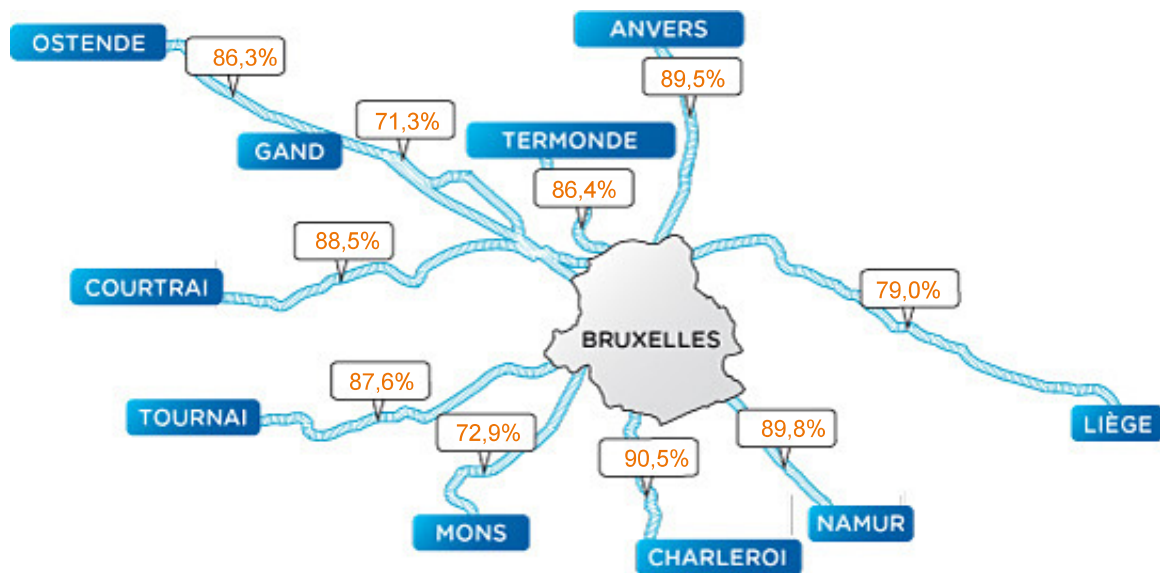 ANVERS
OSTENDE
86,3%
89,5%
71,3%
TERMONDE
GAND
86,4%
88,5%
COURTRAI
79,0%
BRUXELLES
87,6%
TOURNAI
LIÈGE
72,9%
89,8%
90,5%
NAMUR
MONS
CHARLEROI